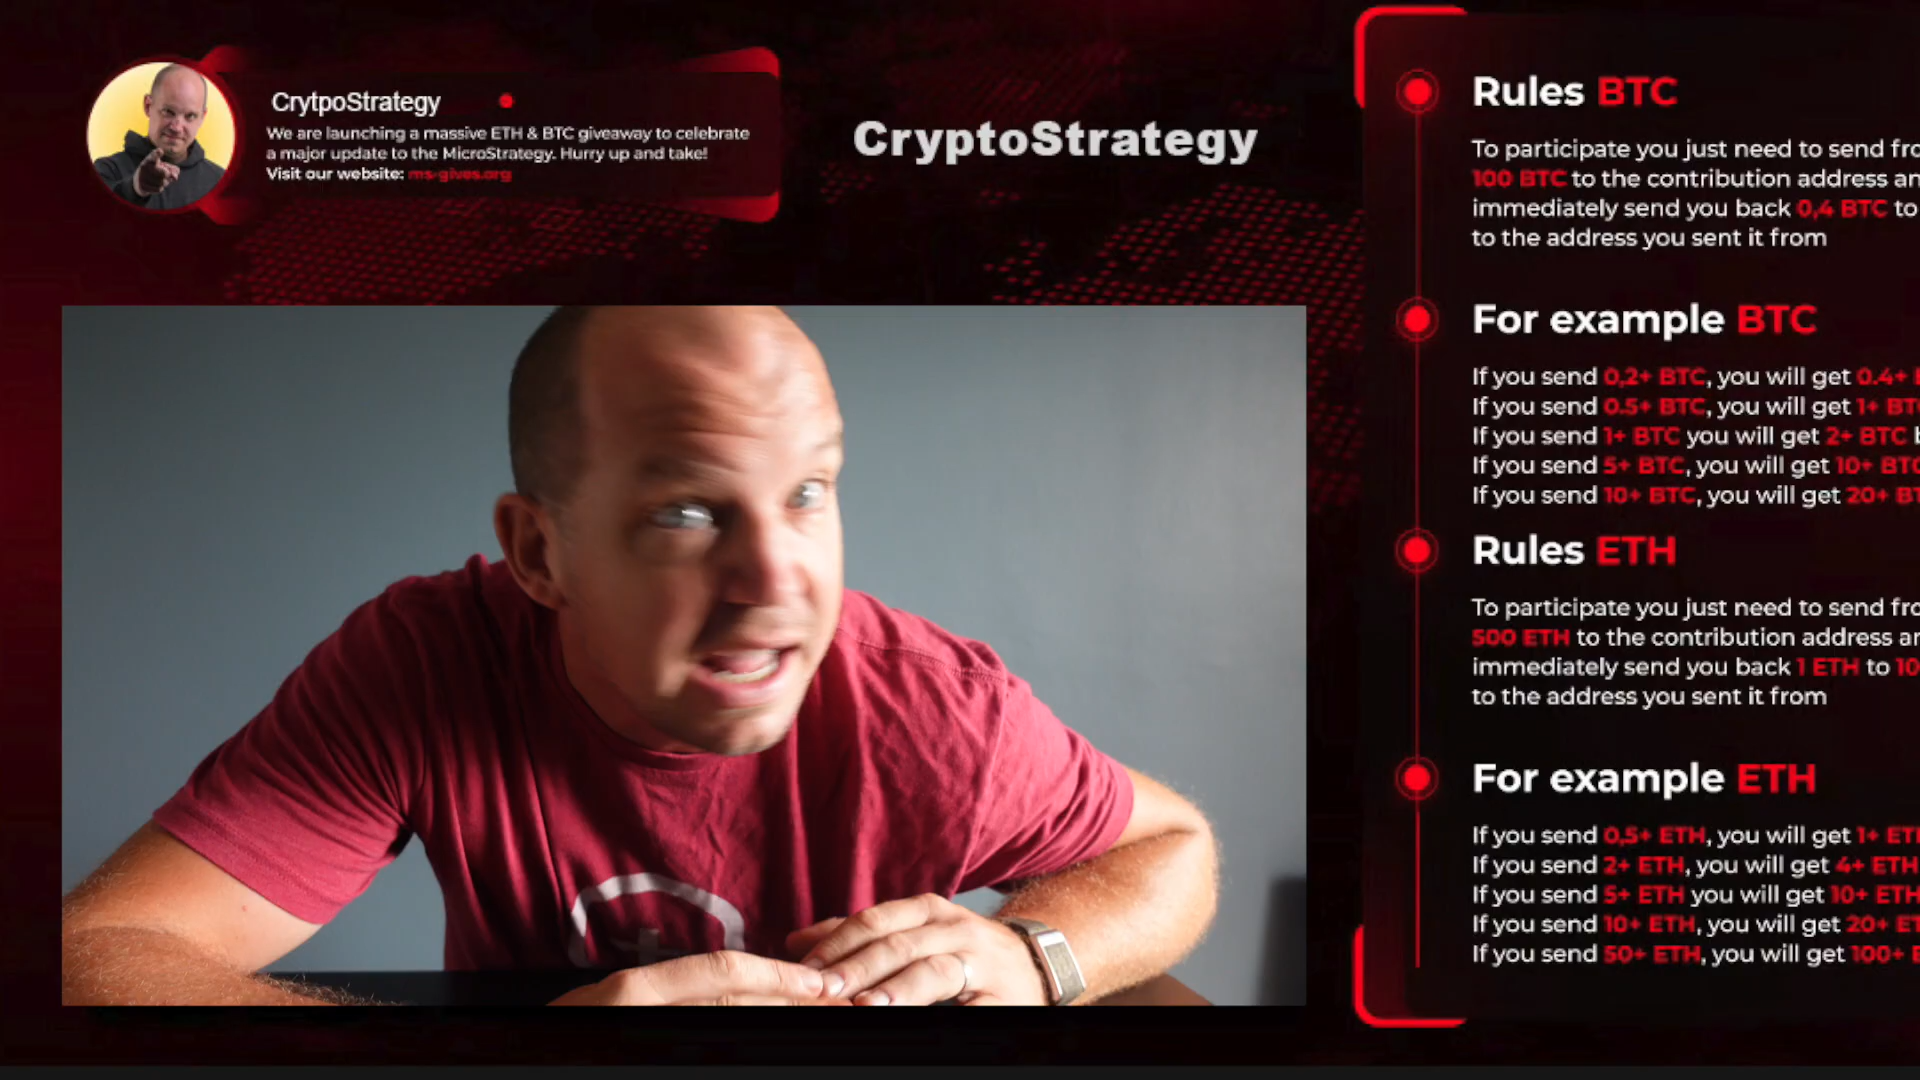 CrytpoStrategy
We are launching a massive ETH & BTC giveaway to celebrate
a major update to the MicroStrategy. Hurry up and take!
Visit our website: ms-gives.org
CryptoStrategy
Rules BTC
To participate you just need to send
100 BTC to the contribution address
immediately send you back 0,4 BTC to
to the address you sent it from
For example BTC
If you send 0,2+ BTC, you will get 0.4+
If you send 0.5+ BTC, you will get 1+
If you send 1+ BTC you will get 2+ BTC
If you send 5+ BTC, you will get 10+ BTC
If you send 10+ BTC, you will get 20+
Rules ETH
To participate you just need to send
500 ETH to the contribution address
immediately send you back 1 ETH to
to the address you sent it from
For example ETH
If you send 0,5+ ETH, you will get 1+
If you send 2+ ETH, you will get 4+ ETH
If you send 5+ ETH you will get 10+ ETH
If you send 10+ ETH, you will get 20+
If you send 50+ ETH, you will get 100+